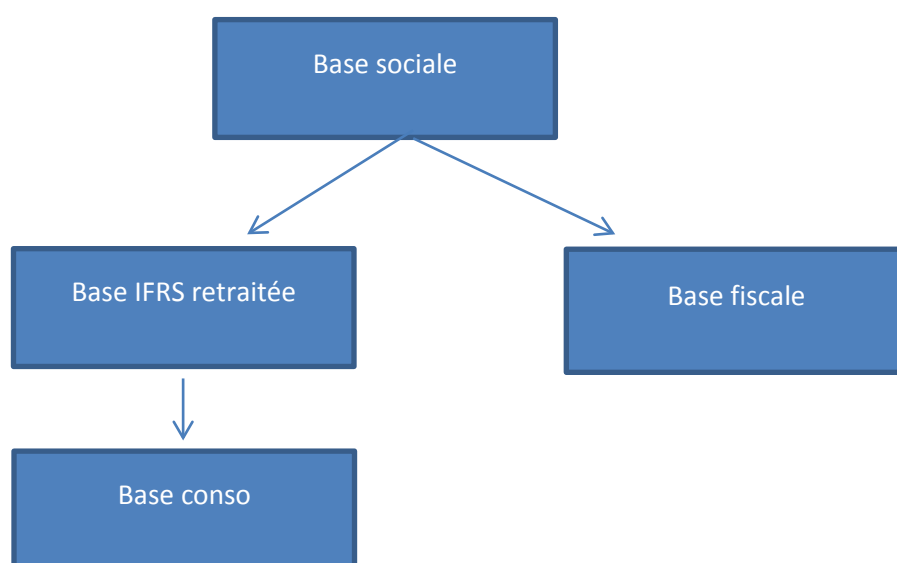 Base sociale
Base IFRS retraitée
Base fiscale
Base conso